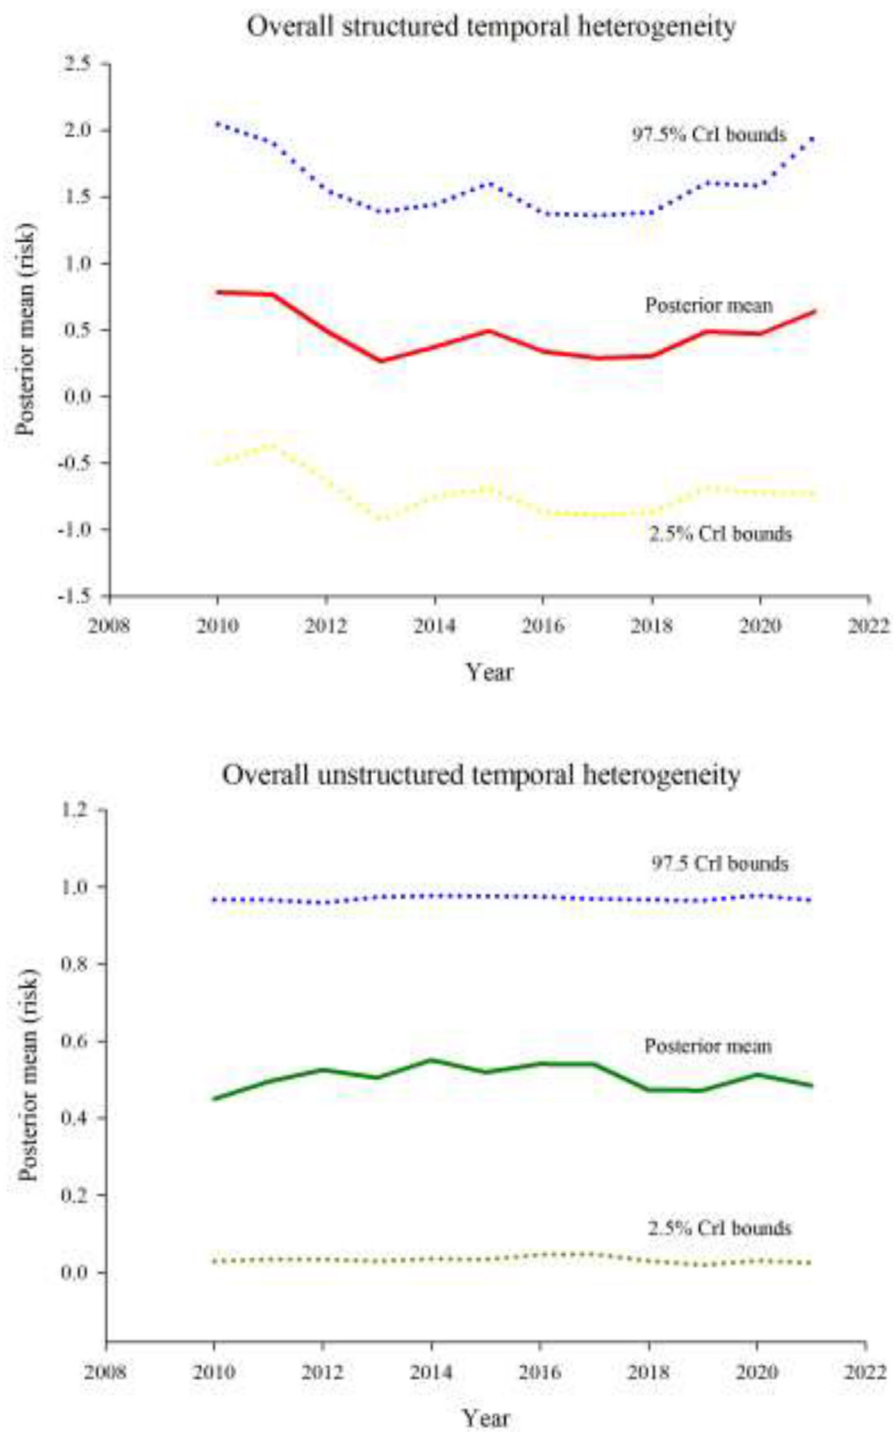 Overall structured temporal heterogeneity
2.5
2.0
1.5
1.0
0.5
0.0
-0.5
-1.0
-1.5
Posterior mean (risk)
97.5% CrI bounds
Posterior mean
2.5% CrI bounds
2008 2010 2012 2014 2016 2018 2020 2022
Year
Overall unstructured temporal heterogeneity
1.2
1.0
0.8
0.6
0.4
0.2
0.0
Posterior mean (risk)
97.5 CrI bounds
Posterior mean
2.5% CrI bounds
2008 2010 2012 2014 2016 2018 2020 2022
Year